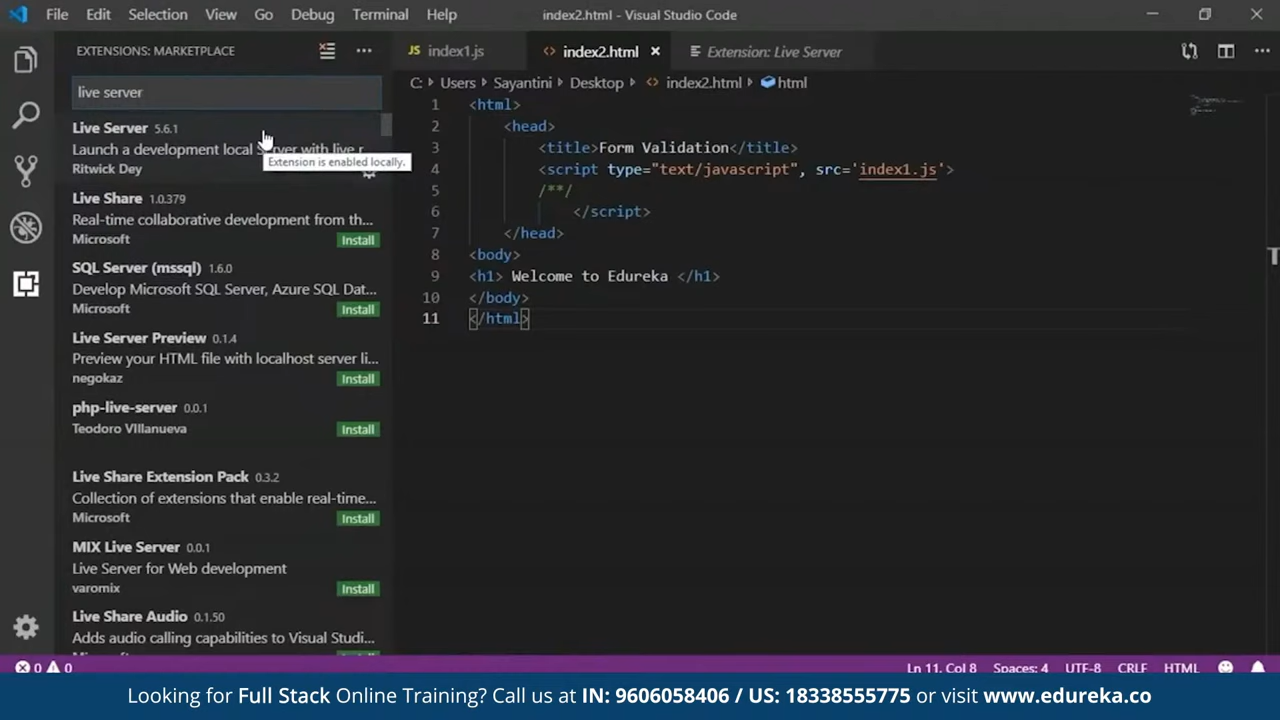 File Edit Selection View Go Debug Terminal Help index2.html - Visual Studio Code
EXTENSIONS: MARKETPLACE
live server
Live Server 5.6.1
Launch a development local Server with live r
Extension is enabled locally.
Ritwick Dey
Live Share 1.0.379
Real-time collaborative development from th...
Microsoft Install
SQL Server (mssql) 1.6.0
Develop Microsoft SQL Server, Azure SQL Dat...
Microsoft Install
Live Server Preview 0.1.4
Preview your HTML file with localhost server li...
negokaz Install
php-live-server 0.0.1
Teodoro VIllanueva Install
Live Share Extension Pack 0.3.2
Collection of extensions that enable real-time...
Microsoft Install
MIX Live Server 0.0.1
Live Server for Web development
varomix Install
Live Share Audio 0.1.50
Adds audio calling capabilities to Visual Studi...
JS index1.js <> index2.html Extension: Live Server
C: Users Sayantini Desktop <> index2.html html
1 <html>
2 <head>
3 <title>Form Validation</title>
4 <script type="text/javascript", src='index1.js'>
5 /**/
6 </script>
7 </head>
8 <body>
9 <h1> Welcome to Edureka </h1>
10 </body>
11 </html>
0 0 Ln 11, Col 8 Spaces: 4 UTF-8 CRLF HTML
Looking for Full Stack Online Training? Call us at IN: 9606058406 / US: 18338555775 or visit www.edureka.co